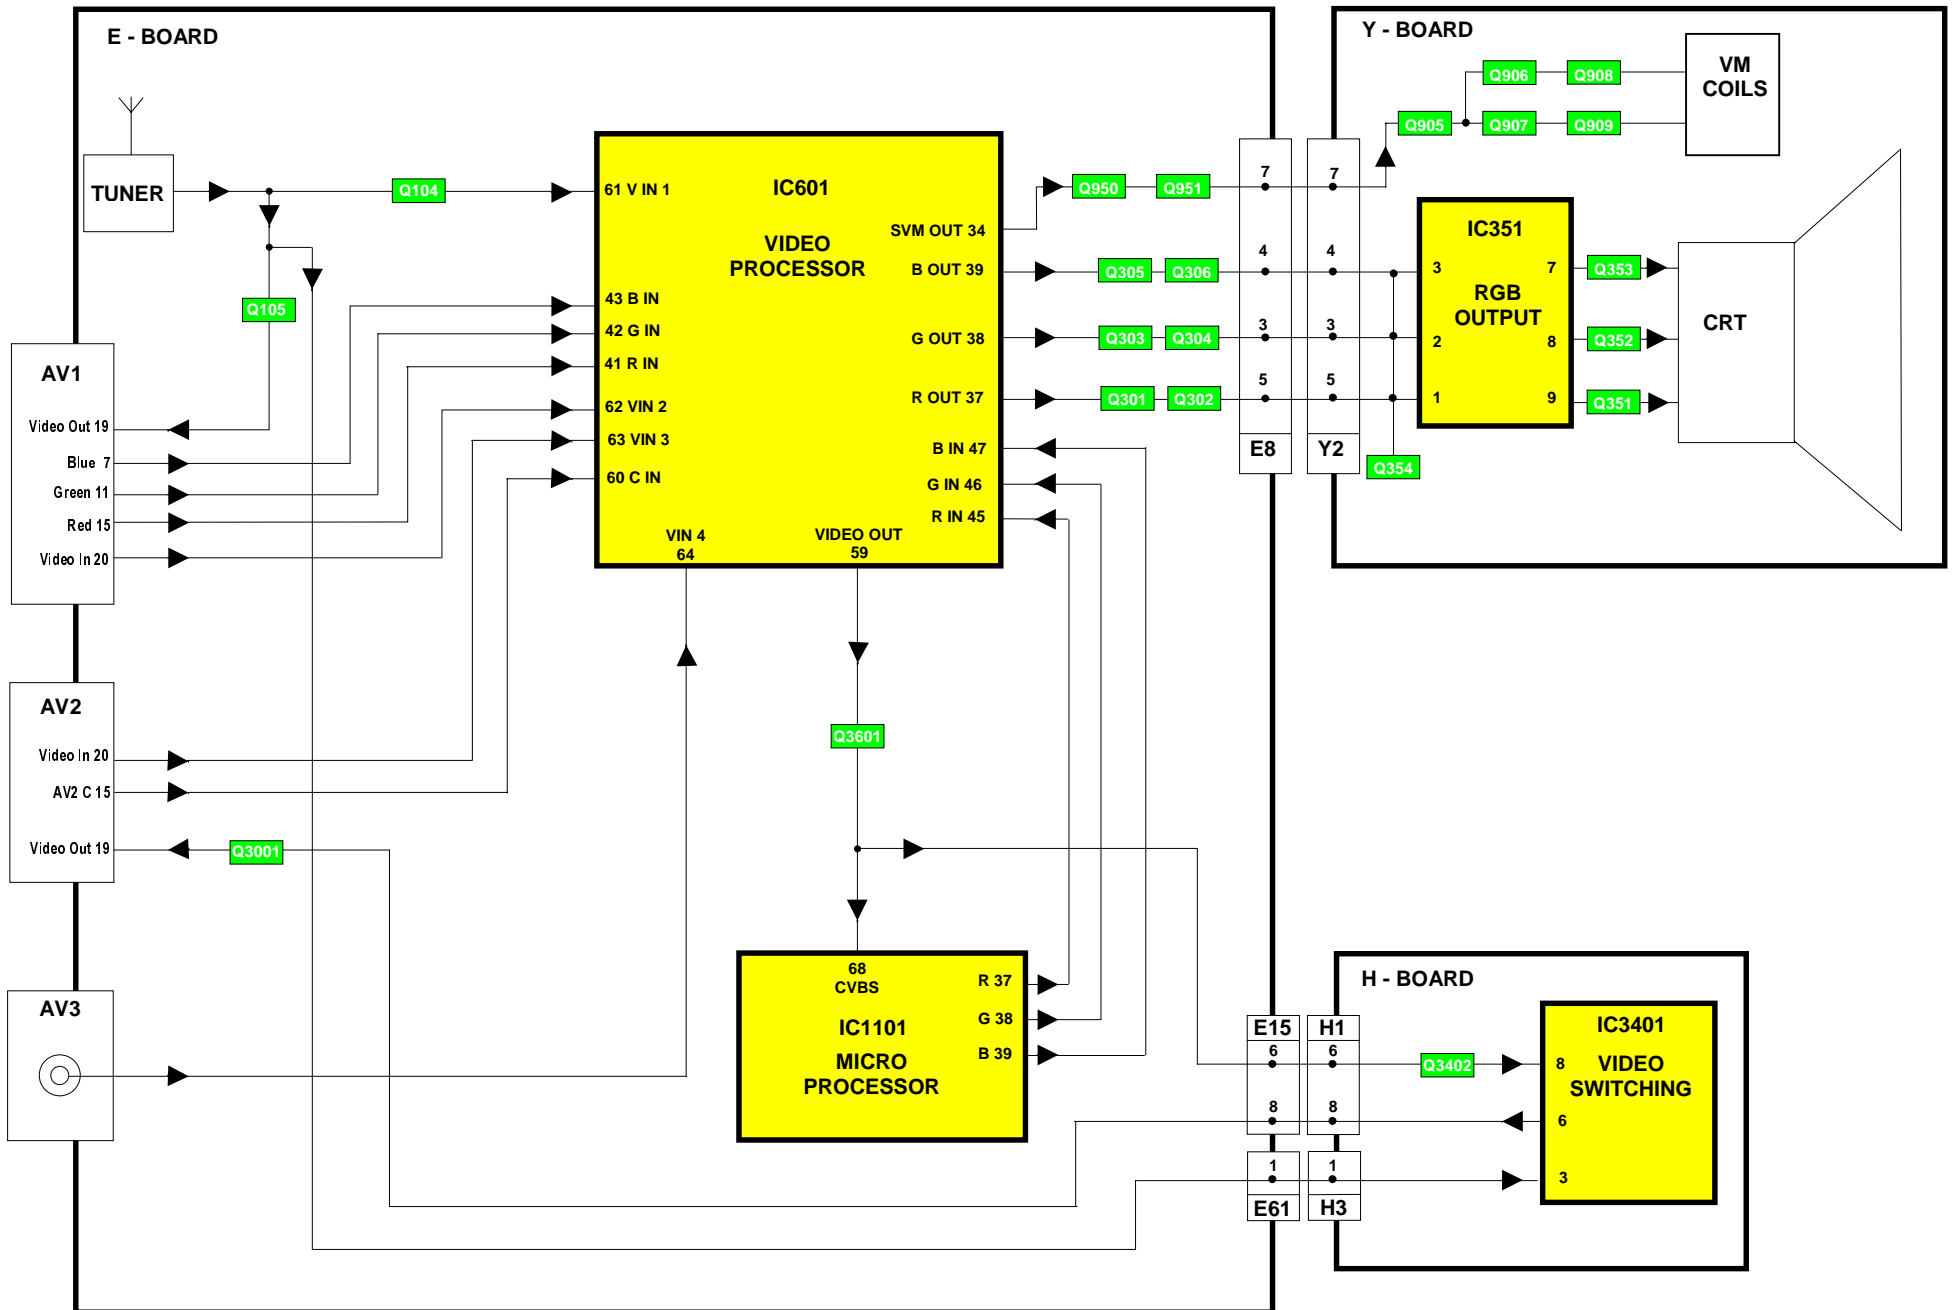 E - BOARD
TUNER
Q104
Q105
AV1
Video Out 19
Blue 7
Green 11
Red 15
Video In 20
AV2
Video In 20
AV2 C 15
Video Out 19
Q3001
AV3
61 V IN 1
IC601
VIDEO
PROCESSOR
43 B IN
42 G IN
41 R IN
62 VIN 2
63 VIN 3
60 C IN
VIN 4
64
VIDEO OUT
59
SVM OUT 34
B OUT 39
G OUT 38
R OUT 37
B IN 47
G IN 46
R IN 45
Q950
Q951
Q305
Q306
Q303
Q304
Q301
Q302
7
4
3
5
E8
7
4
3
5
Y2
Q3601
68
CVBS
IC1101
MICRO
PROCESSOR
R 37
G 38
B 39
Y - BOARD
Q906
Q908
Q905
Q907
Q909
VM
COILS
IC351
RGB
OUTPUT
3
2
1
7
8
9
Q353
Q352
Q351
Q354
CRT
H - BOARD
E15
6
8
1
E61
H1
6
8
1
H3
Q3402
IC3401
VIDEO
SWITCHING
8
6
3